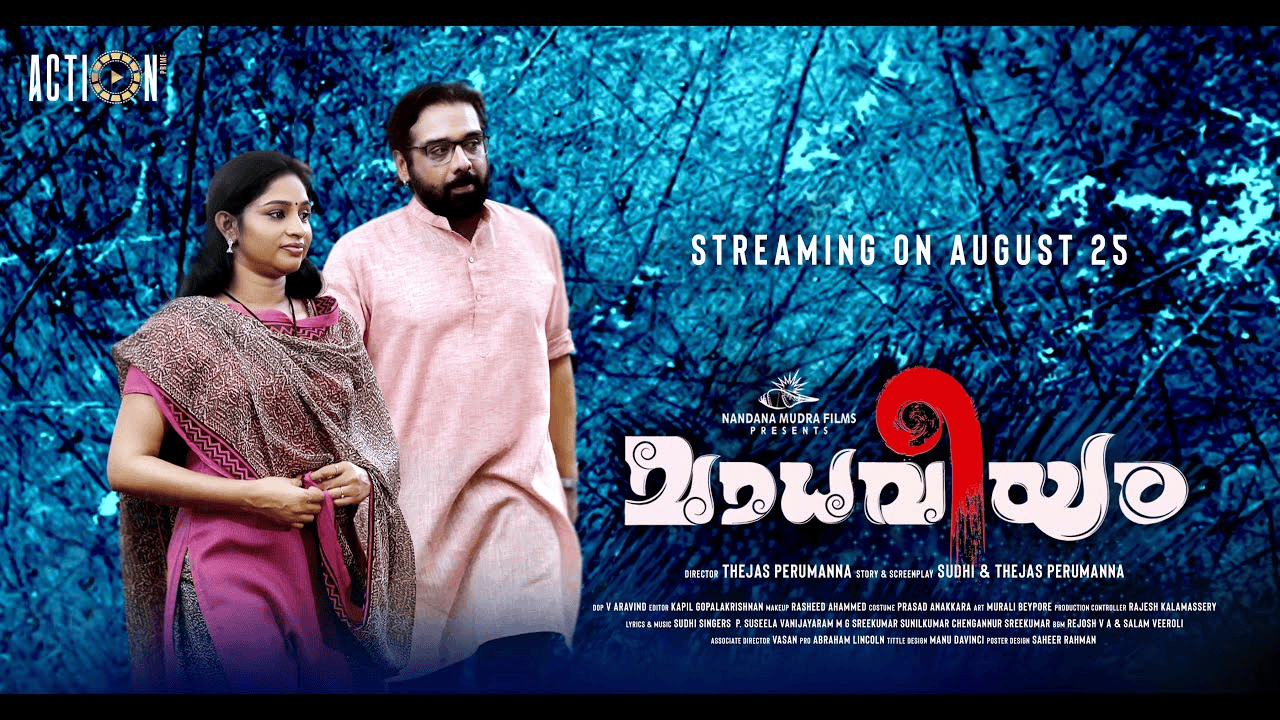 ACTION PRIME
STREAMING ON AUGUST 25
NANDANA MUDRA FILMS
PRESENTS
മാധവീയം
DIRECTOR THEJAS PERUMANNA STORY & SCREENPLAY SUDHI & THEJAS PERUMANNA
DOP V ARAVIND EDITOR KAPIL GOPALAKRISHNAN MAKEUP RASHEED AHAMMED COSTUME PRASAD ANAKKARA ART MURALI BEYPORE PRODUCTION CONTROLLER RAJESH KALAMASSERY
LYRICS & MUSIC SUDHI SINGERS P. SUSEELA VANIJAYARAM M G SREEKUMAR SUNILKUMAR CHENGANNUR SREEKUMAR BGM REJOSH V A & SALAM VEEROLI
ASSOCIATE DIRECTOR VASAN PRO ABRAHAM LINCOLN TITTLE DESIGN MANU DAVINCI POSTER DESIGN SAHEER RAHMAN